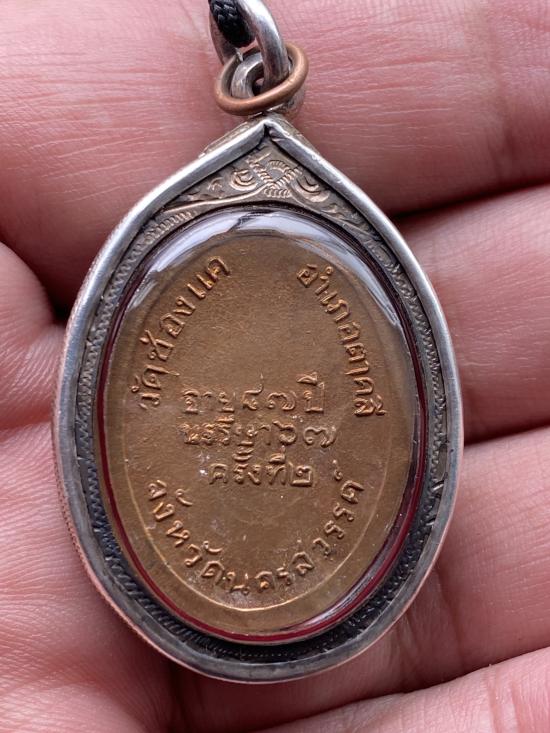 วัดช่องแค
อำเภอตาคลี
อายุ๔๗ปี
พรรษา๖๗
ครั้งที่๒
จังหวัดนครสวรรค์